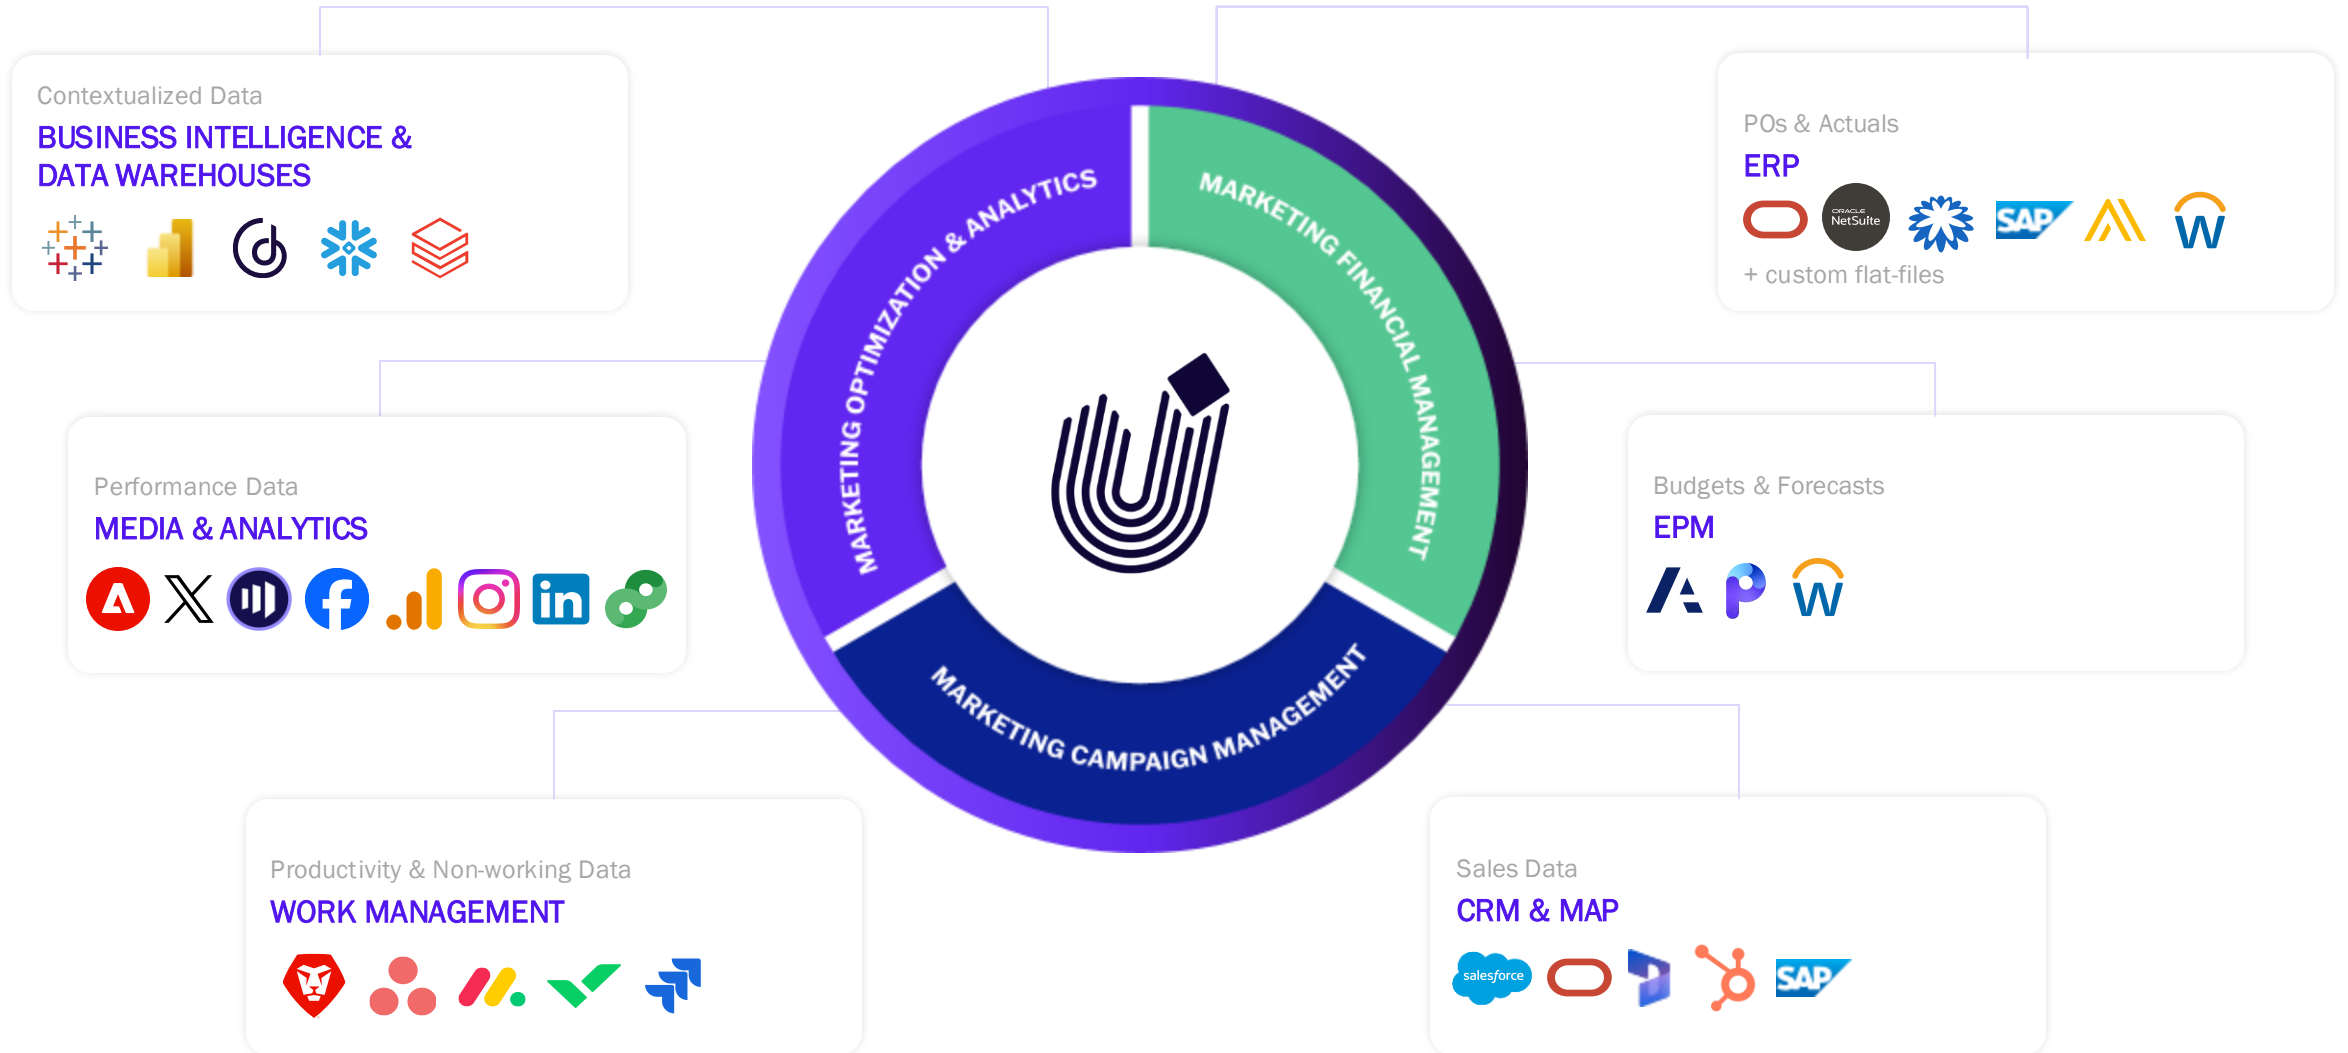 Contextualized Data
BUSINESS INTELLIGENCE &
DATA WAREHOUSES
Performance Data
MEDIA & ANALYTICS
in
Productivity & Non-working Data
WORK MANAGEMENT
MARKETING OPTIMIZATION & ANALYTICS
MARKETING FINANCIAL MANAGEMENT
MARKETING CAMPAIGN MANAGEMENT
POs & Actuals
ERP
ORACLE
NetSuite
SAP
+ custom flat-files
Budgets & Forecasts
EPM
Sales Data
CRM & MAP
salesforce
SAP